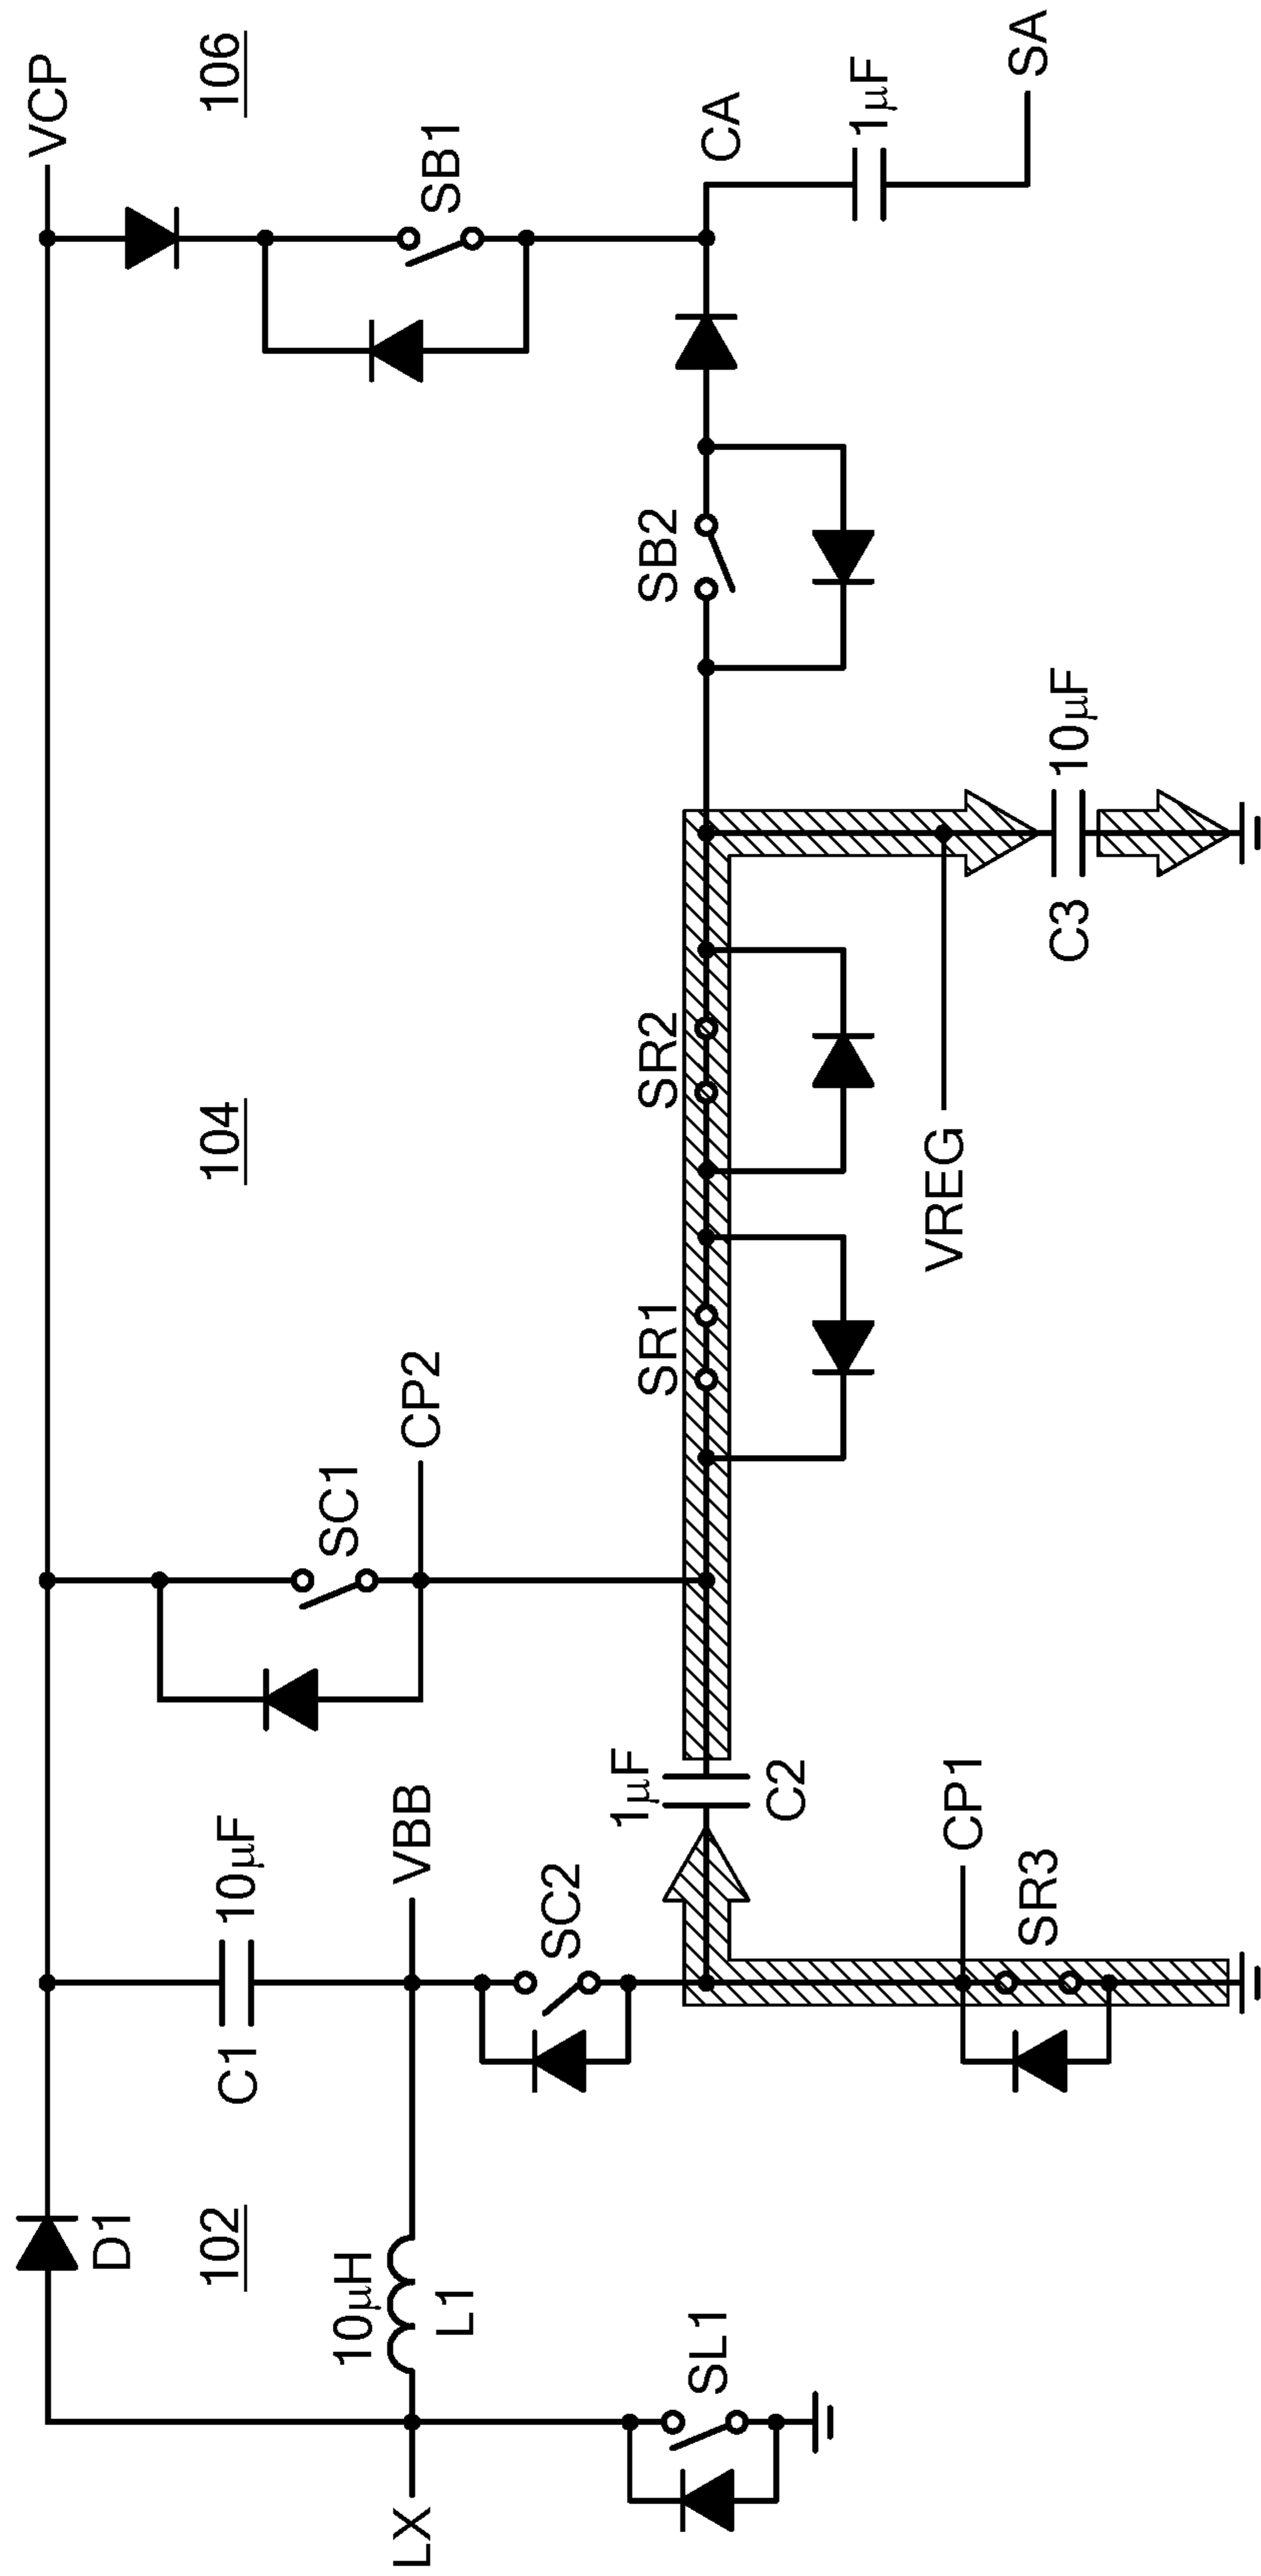 VCP
106
SB1
CA
1µF
SA
SB2
10µF
C3
104
SR2
VREG
SR1
CP2
SC1
1µF
C2
VBB
10µF
C1
SC2
CP1
SR3
102
D1
10µH
L1
SL1
LX